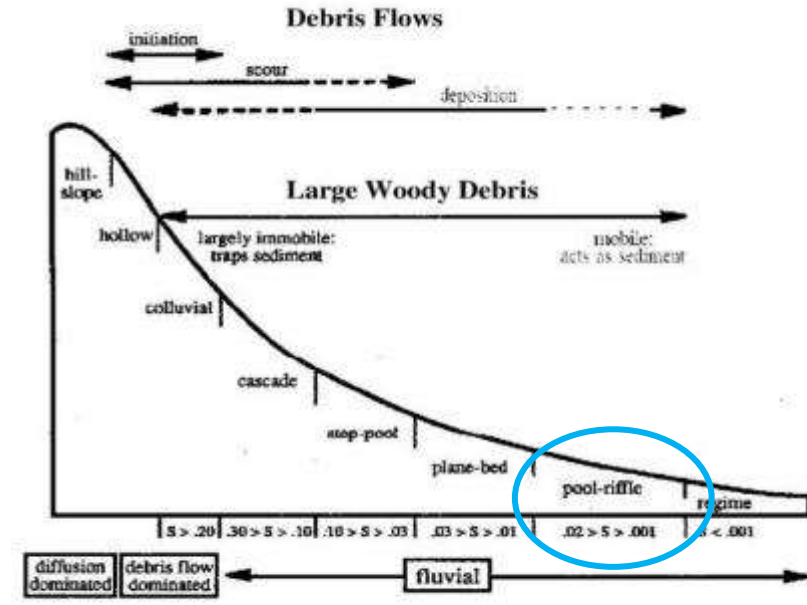 Debris Flows
initiation
scour
deposition
hill-
slope
Large Woody Debris
hollow
largely immobile:
traps sediment
mobile:
acts as sediment
colluvial
cascade
step-pool
plane-bed
pool-riffle
regime
S > .20
.30 > S > .10
.10 > S > .03
.03 > S > .01
.02 > S > .001
S < .001
diffusion
dominated
debris flow
dominated
fluvial